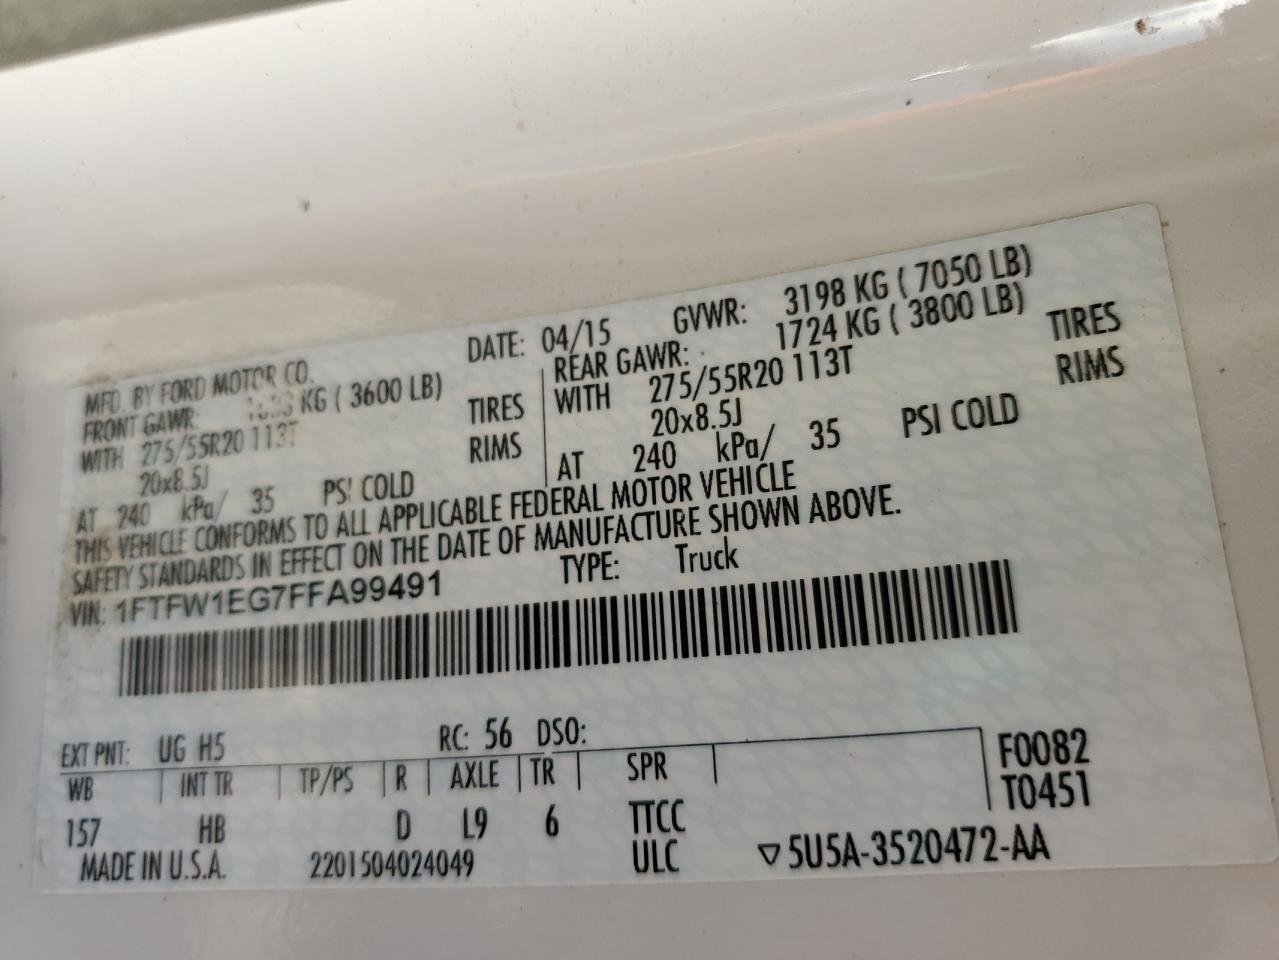 MFD. BY FORD MOTOR CO.
DATE: 04/15
GVWR: 3198 KG ( 7050 LB)
FRONT GAWR: KG ( 3600 LB)
WITH 275/55R20 113T TIRES
20x8.5J RIMS
AT 240 kPa/ 35 PSI COLD
REAR GAWR: 1724 KG ( 3800 LB)
WITH 275/55R20 113T TIRES
20x8.5J RIMS
AT 240 kPa/ 35 PSI COLD
THIS VEHICLE CONFORMS TO ALL APPLICABLE FEDERAL MOTOR VEHICLE
SAFETY STANDARDS IN EFFECT ON THE DATE OF MANUFACTURE SHOWN ABOVE.
VIN: 1FTFW1EG7FFA99491 TYPE: Truck
EXT PNT: UG H5 RC: 56 DSO:
WB INT TR TP/PS R AXLE TR SPR
F0082
T0451
157 HB D L9 6 TTCC
MADE IN U.S.A. 2201504024049 ULC ▽5U5A-3520472-AA